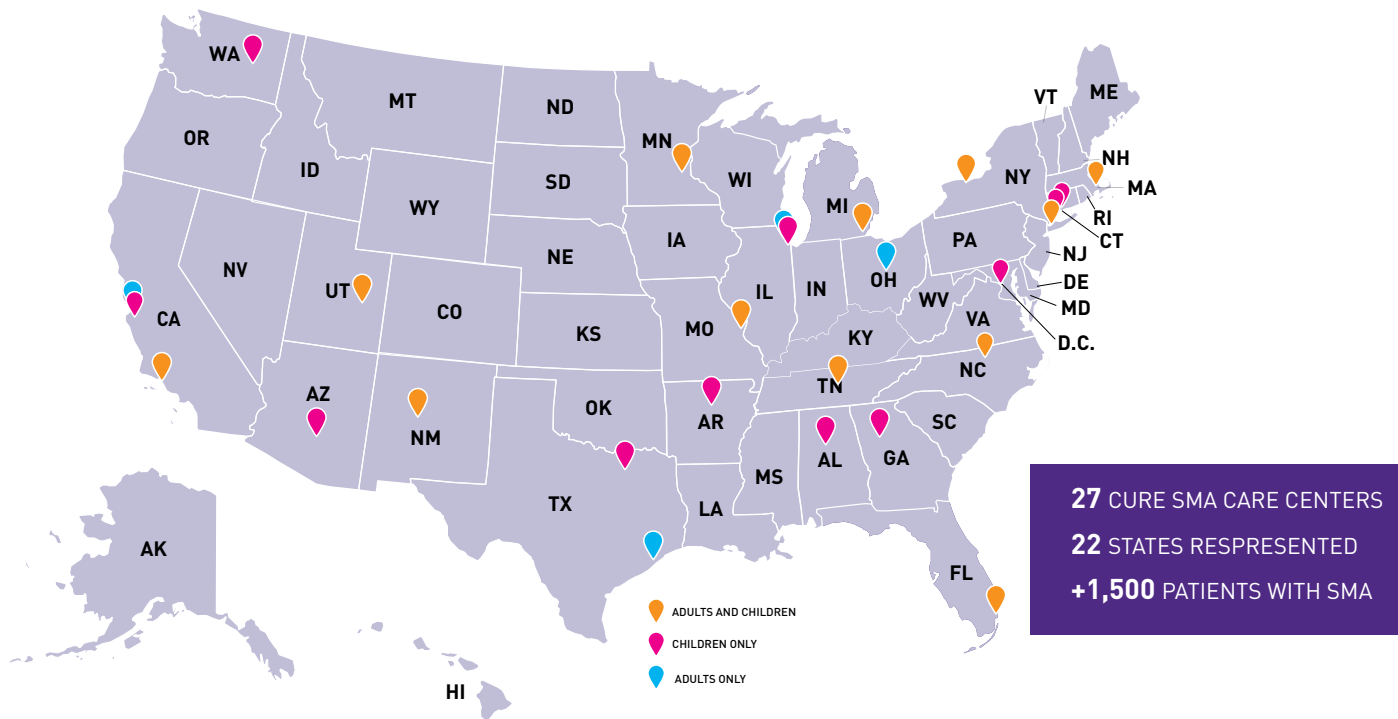 WA
MT
ND
MN
VT
ME
OR
ID
SD
WI
MI
NY
NH
MA
WY
RI
CT
IA
PA
NJ
NE
NV
UT
CO
IL
IN
OH
DE
MD
WV
VA
D.C.
CA
KS
MO
KY
NC
TN
AZ
NM
OK
AR
SC
AL
GA
MS
TX
LA
AK
FL
HI
ADULTS AND CHILDREN
CHILDREN ONLY
ADULTS ONLY
27 CURE SMA CARE CENTERS
22 STATES RESPRESENTED
+1,500 PATIENTS WITH SMA